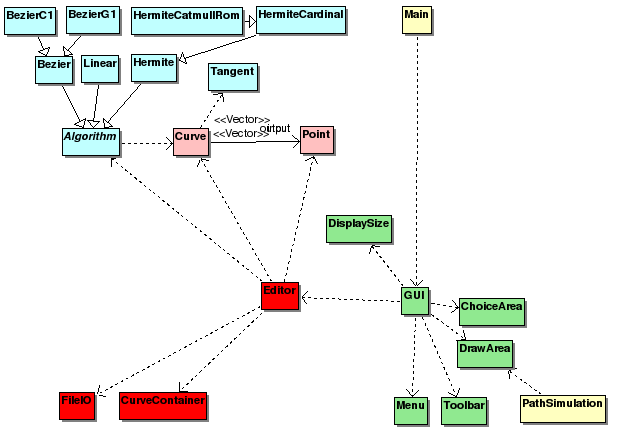 BezierC1
BezierG1
HermiteCatmullRom
HermiteCardinal
Main
Bezier
Linear
Hermite
Tangent
<<Vector>>
Algorithm
Curve
<<Vector>>
Point
DisplaySize
Editor
GUI
ChoiceArea
DrawArea
FileIO
CurveContainer
Menu
Toolbar
PathSimulation